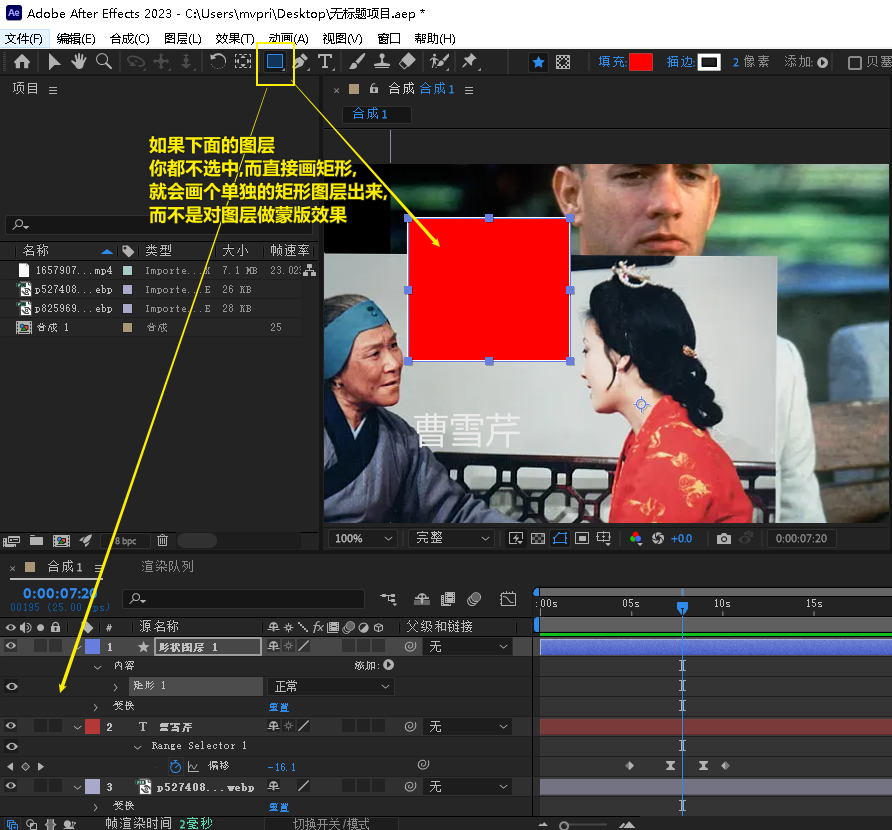 Adobe After Effects 2023 - C:\Users\mvpri\Desktop\无标题项目.aep *
文件(F) 编辑(E) 合成(C) 图层(L) 效果(T) 动画(A) 视图(V) 窗口 帮助(H)
填充: 描边: 2 像素 添加: 贝塞
项目
合成 合成 1
合成 1
如果下面的图层
你都不选中,而直接画矩形,
就会画个单独的矩形图层出来,
而不是对图层做蒙版效果
名称 类型 大小 帧速率
1657907...mp4 Importe...X 7.1 MB 23.02
p527408...ebp Importe...E 26 KB
p825969...ebp Importe...E 28 KB
合成 1 合成 25
曹雪芹
8 bpc
100% 完整 +0.0 0:00:07:20
合成 1 渲染队列
0:00:07:20
00195 (25.00 fps)
:00s 05s 10s 15s
# 源名称 fx 父级和链接
1 形状图层 1 无
内容 添加:
矩形 1 正常
变换 重置
2 T 曹雪芹 无
Range Selector 1
偏移 -16.1
3 p527408...webp 无
变换 重置
帧渲染时间 2毫秒 切换开关/模式